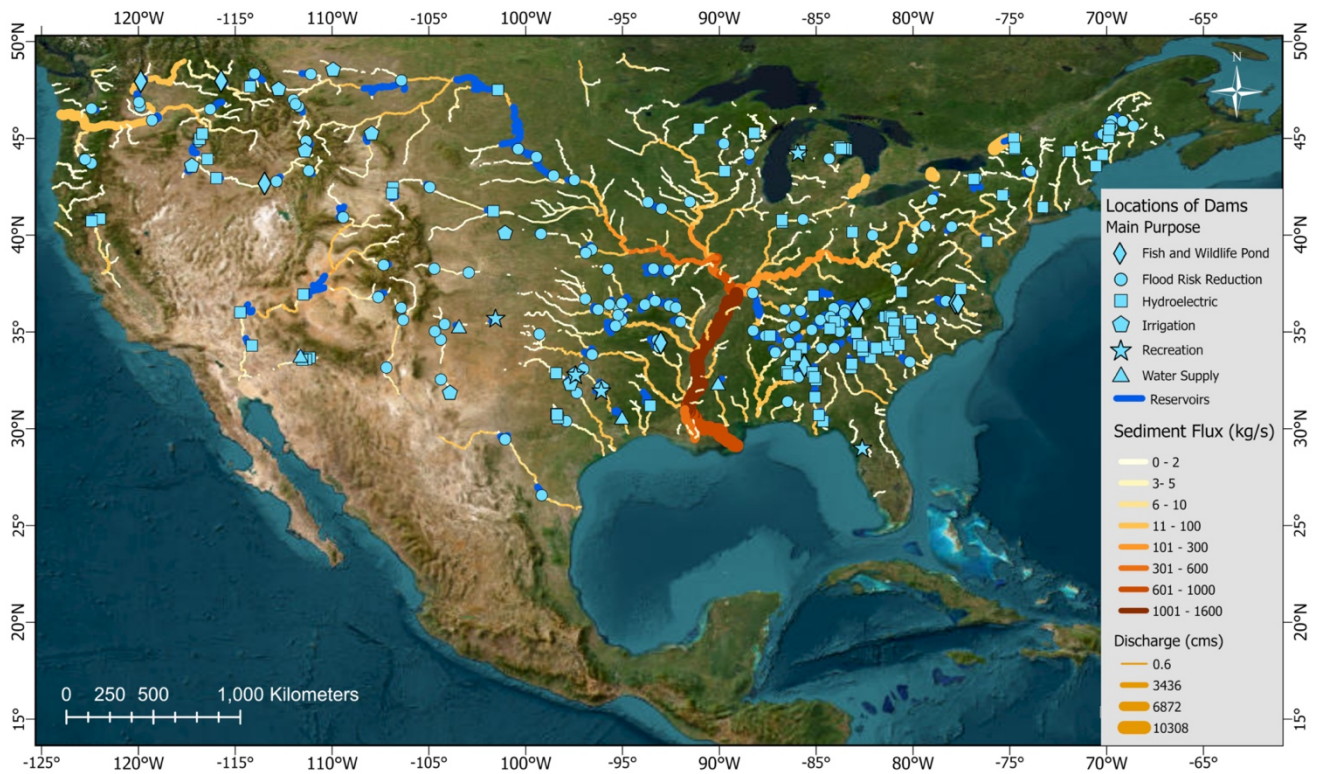 120°W -115° 110°W -105° 100°W -95° 90°W -85° 80°W -75° 70°W -65°
50°N 50°N
N
45° 45°
40°N 40°N
35° 35°
30°N 30°N
25° 25°
20°N 20°N
15° 15°
Locations of Dams
Main Purpose
Fish and Wildlife Pond
Flood Risk Reduction
Hydroelectric
Irrigation
Recreation
Water Supply
Reservoirs
Sediment Flux (kg/s)
0 - 2
3- 5
6 - 10
11 - 100
101 - 300
301 - 600
601 - 1000
1001 - 1600
Discharge (cms)
0.6
3436
6872
10308
0 250 500 1,000 Kilometers
-125° 120°W -115° 110°W -105° 100°W -95° 90°W -85° 80°W -75° 70°W -65°